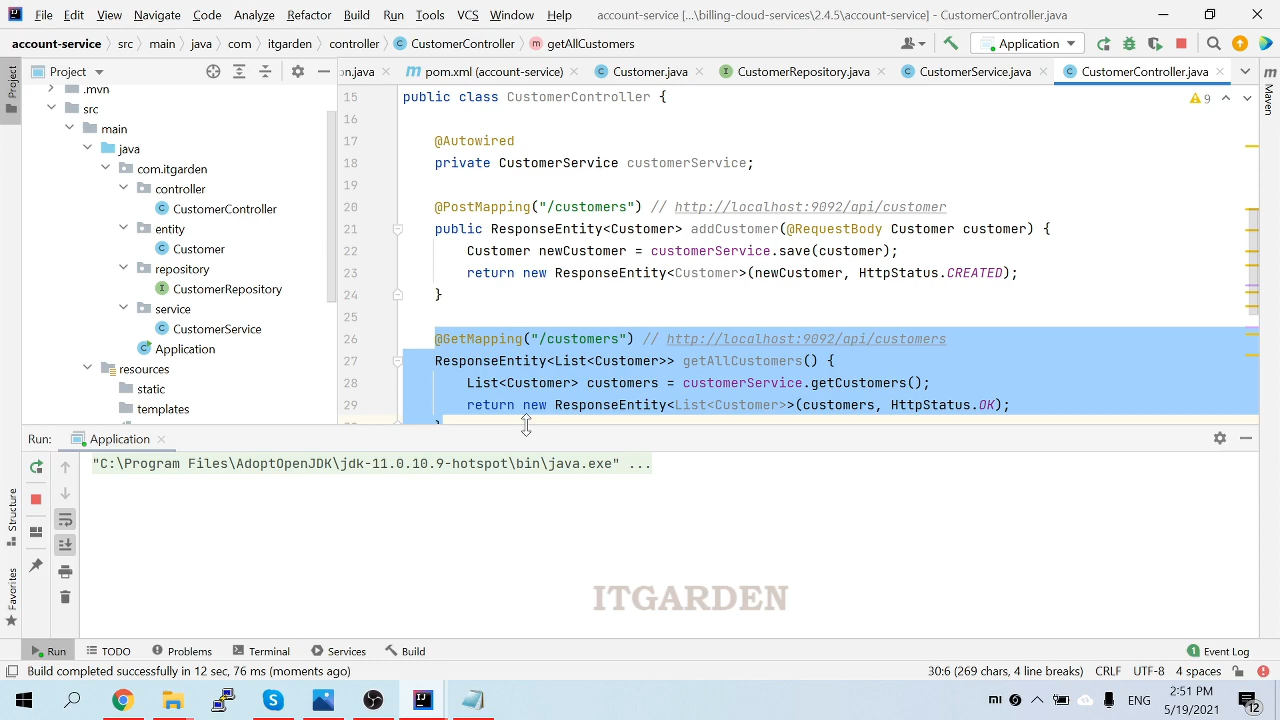 File Edit View Navigate Code Analyze Refactor Build Run Tools VCS Window Help account-service [...\billing-cloud-services\2.4.5\account-service] - CustomerController.java
account-service src main java com itgarden controller CustomerController getAllCustomers Application
Project on.java pom.xml (account-service) Customer.java CustomerRepository.java CustomerService.java CustomerController.java
Project
Maven
.mvn
src
main
java
com.itgarden
controller
CustomerController
entity
Customer
repository
CustomerRepository
service
CustomerService
Application
resources
static
templates
9
15 public class CustomerController {
16
17 @Autowired
18 private CustomerService customerService;
19
20 @PostMapping("/customers") // http://localhost:9092/api/customer
21 public ResponseEntity<Customer> addCustomer(@RequestBody Customer customer) {
22 Customer newCustomer = customerService.save(customer);
23 return new ResponseEntity<Customer>(newCustomer, HttpStatus.CREATED);
24 }
25
26 @GetMapping("/customers") // http://localhost:9092/api/customers
27 ResponseEntity<List<Customer>> getAllCustomers() {
28 List<Customer> customers = customerService.getCustomers();
29 return new ResponseEntity<List<Customer>>(customers, HttpStatus.OK);
Run: Application
"C:\Program Files\AdoptOpenJDK\jdk-11.0.10.9-hotspot\bin\java.exe" ...
Structure
Favorites
ITGARDEN
Run TODO Problems Terminal Services Build 1 Event Log
Build completed successfully in 12 sec, 76 ms (moments ago) 30:6 (269 chars, 4 line breaks) CRLF UTF-8 4 spaces
ENG 2:51 PM
5/19/2021
12